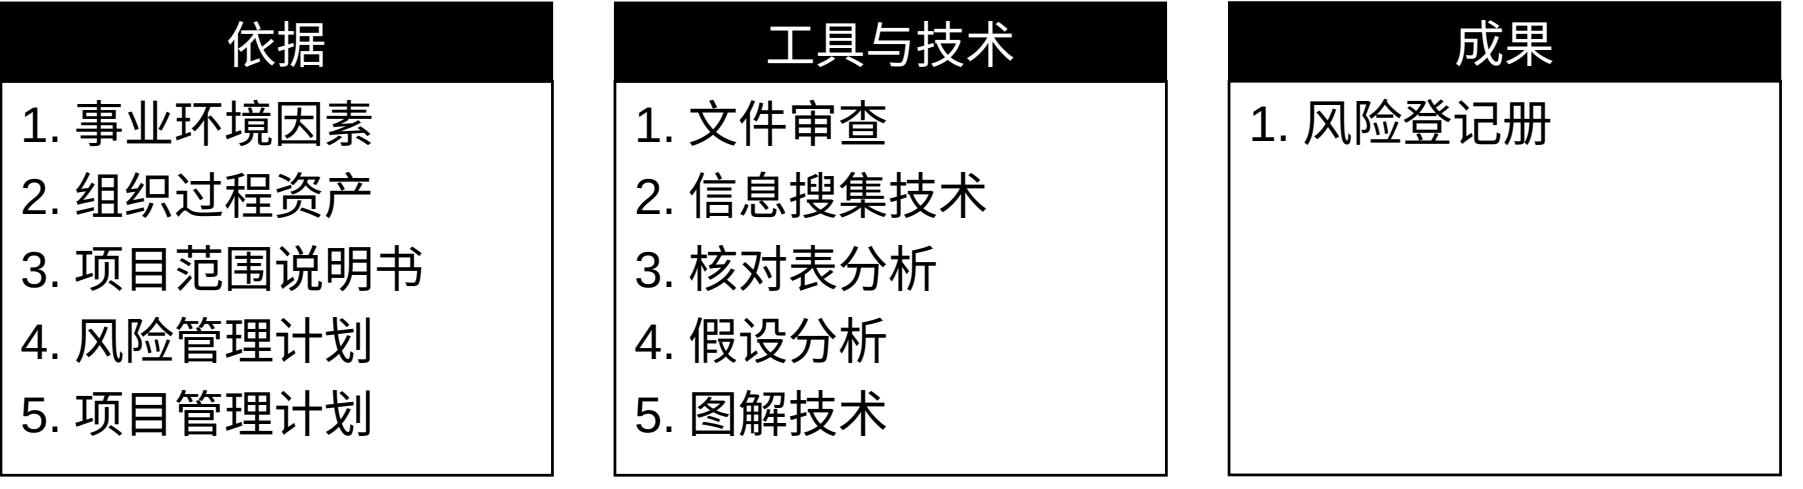 依据
1. 事业环境因素
2. 组织过程资产
3. 项目范围说明书
4. 风险管理计划
5. 项目管理计划
工具与技术
1. 文件审查
2. 信息搜集技术
3. 核对表分析
4. 假设分析
5. 图解技术
成果
1. 风险登记册